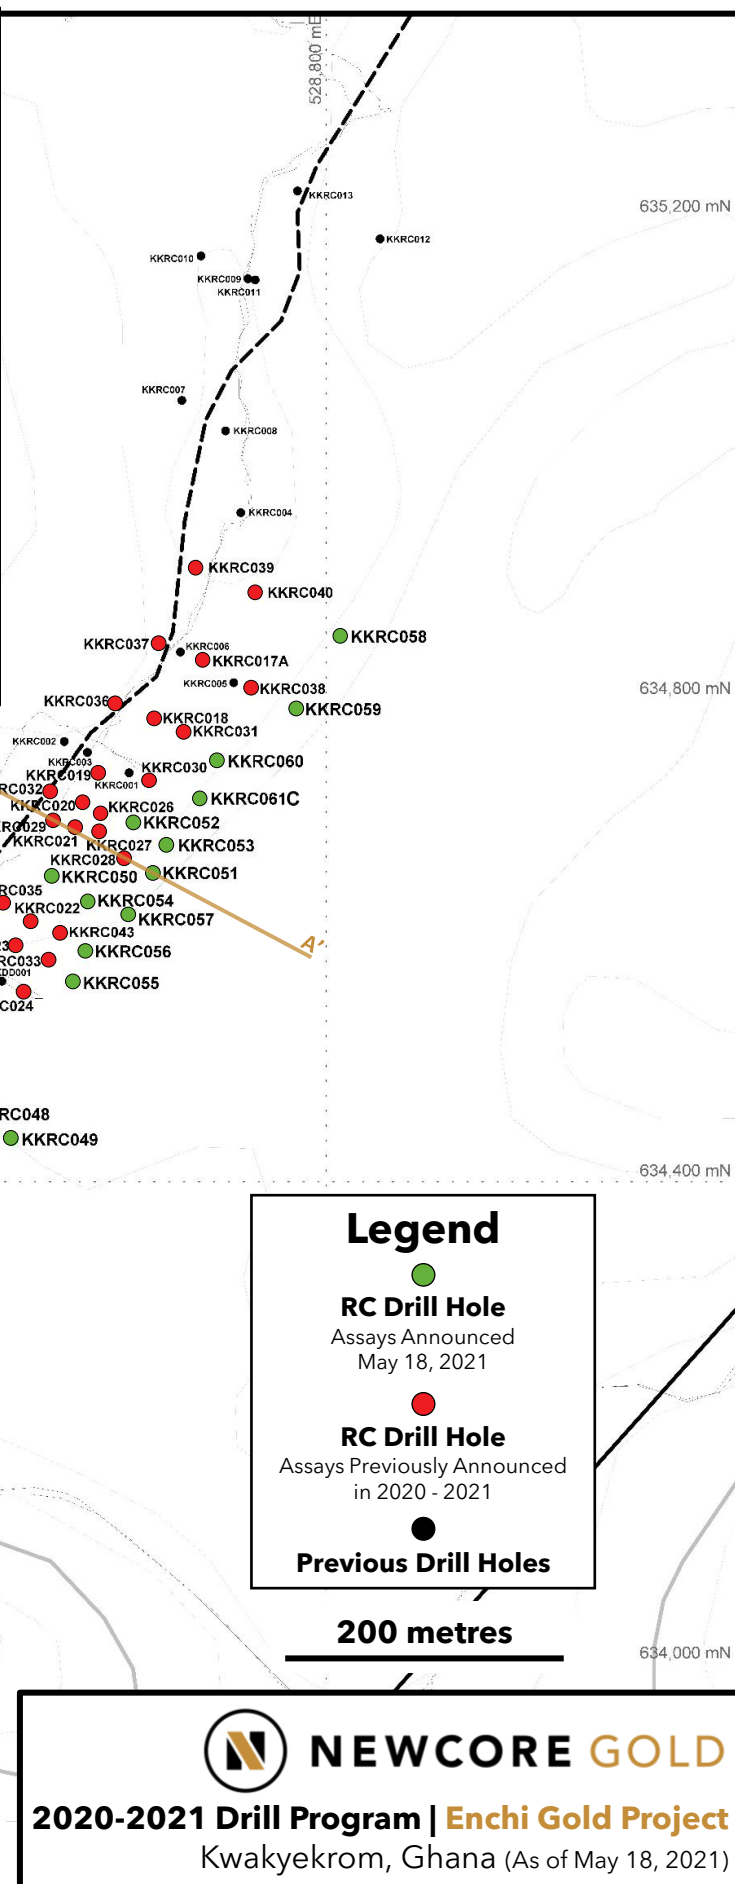 528,800 mE
KKRC013
635,200 mN
KKRC012
KKRC010
KKRC009
KKRC011
KKRC007
KKRC008
KKRC004
KKRC039
KKRC040
KKRC058
KKRC037
KKRC006
KKRC017A
KKRC005
KKRC038
634,800 mN
KKRC036
KKRC059
KKRC018
KKRC031
KKRC002
KKRC003
KKRC060
KKRC030
KKRC019
KKRC001
RC032
KKRC061C
KKRC020
KKRC026
KKRC052
RC029
KKRC021
KKRC027
KKRC053
KKRC028
KKRC051
KKRC050
RC035
KKRC054
KKRC022
KKRC057
KKRC043
A'
23
KKRC056
RC033
DD001
KKRC055
C024
RC048
KKRC049
634,400 mN
Legend
RC Drill Hole
Assays Announced
May 18, 2021
RC Drill Hole
Assays Previously Announced
in 2020 - 2021
Previous Drill Holes
200 metres
634,000 mN
N NEWCORE GOLD
2020-2021 Drill Program | Enchi Gold Project
Kwakyekrom, Ghana (As of May 18, 2021)